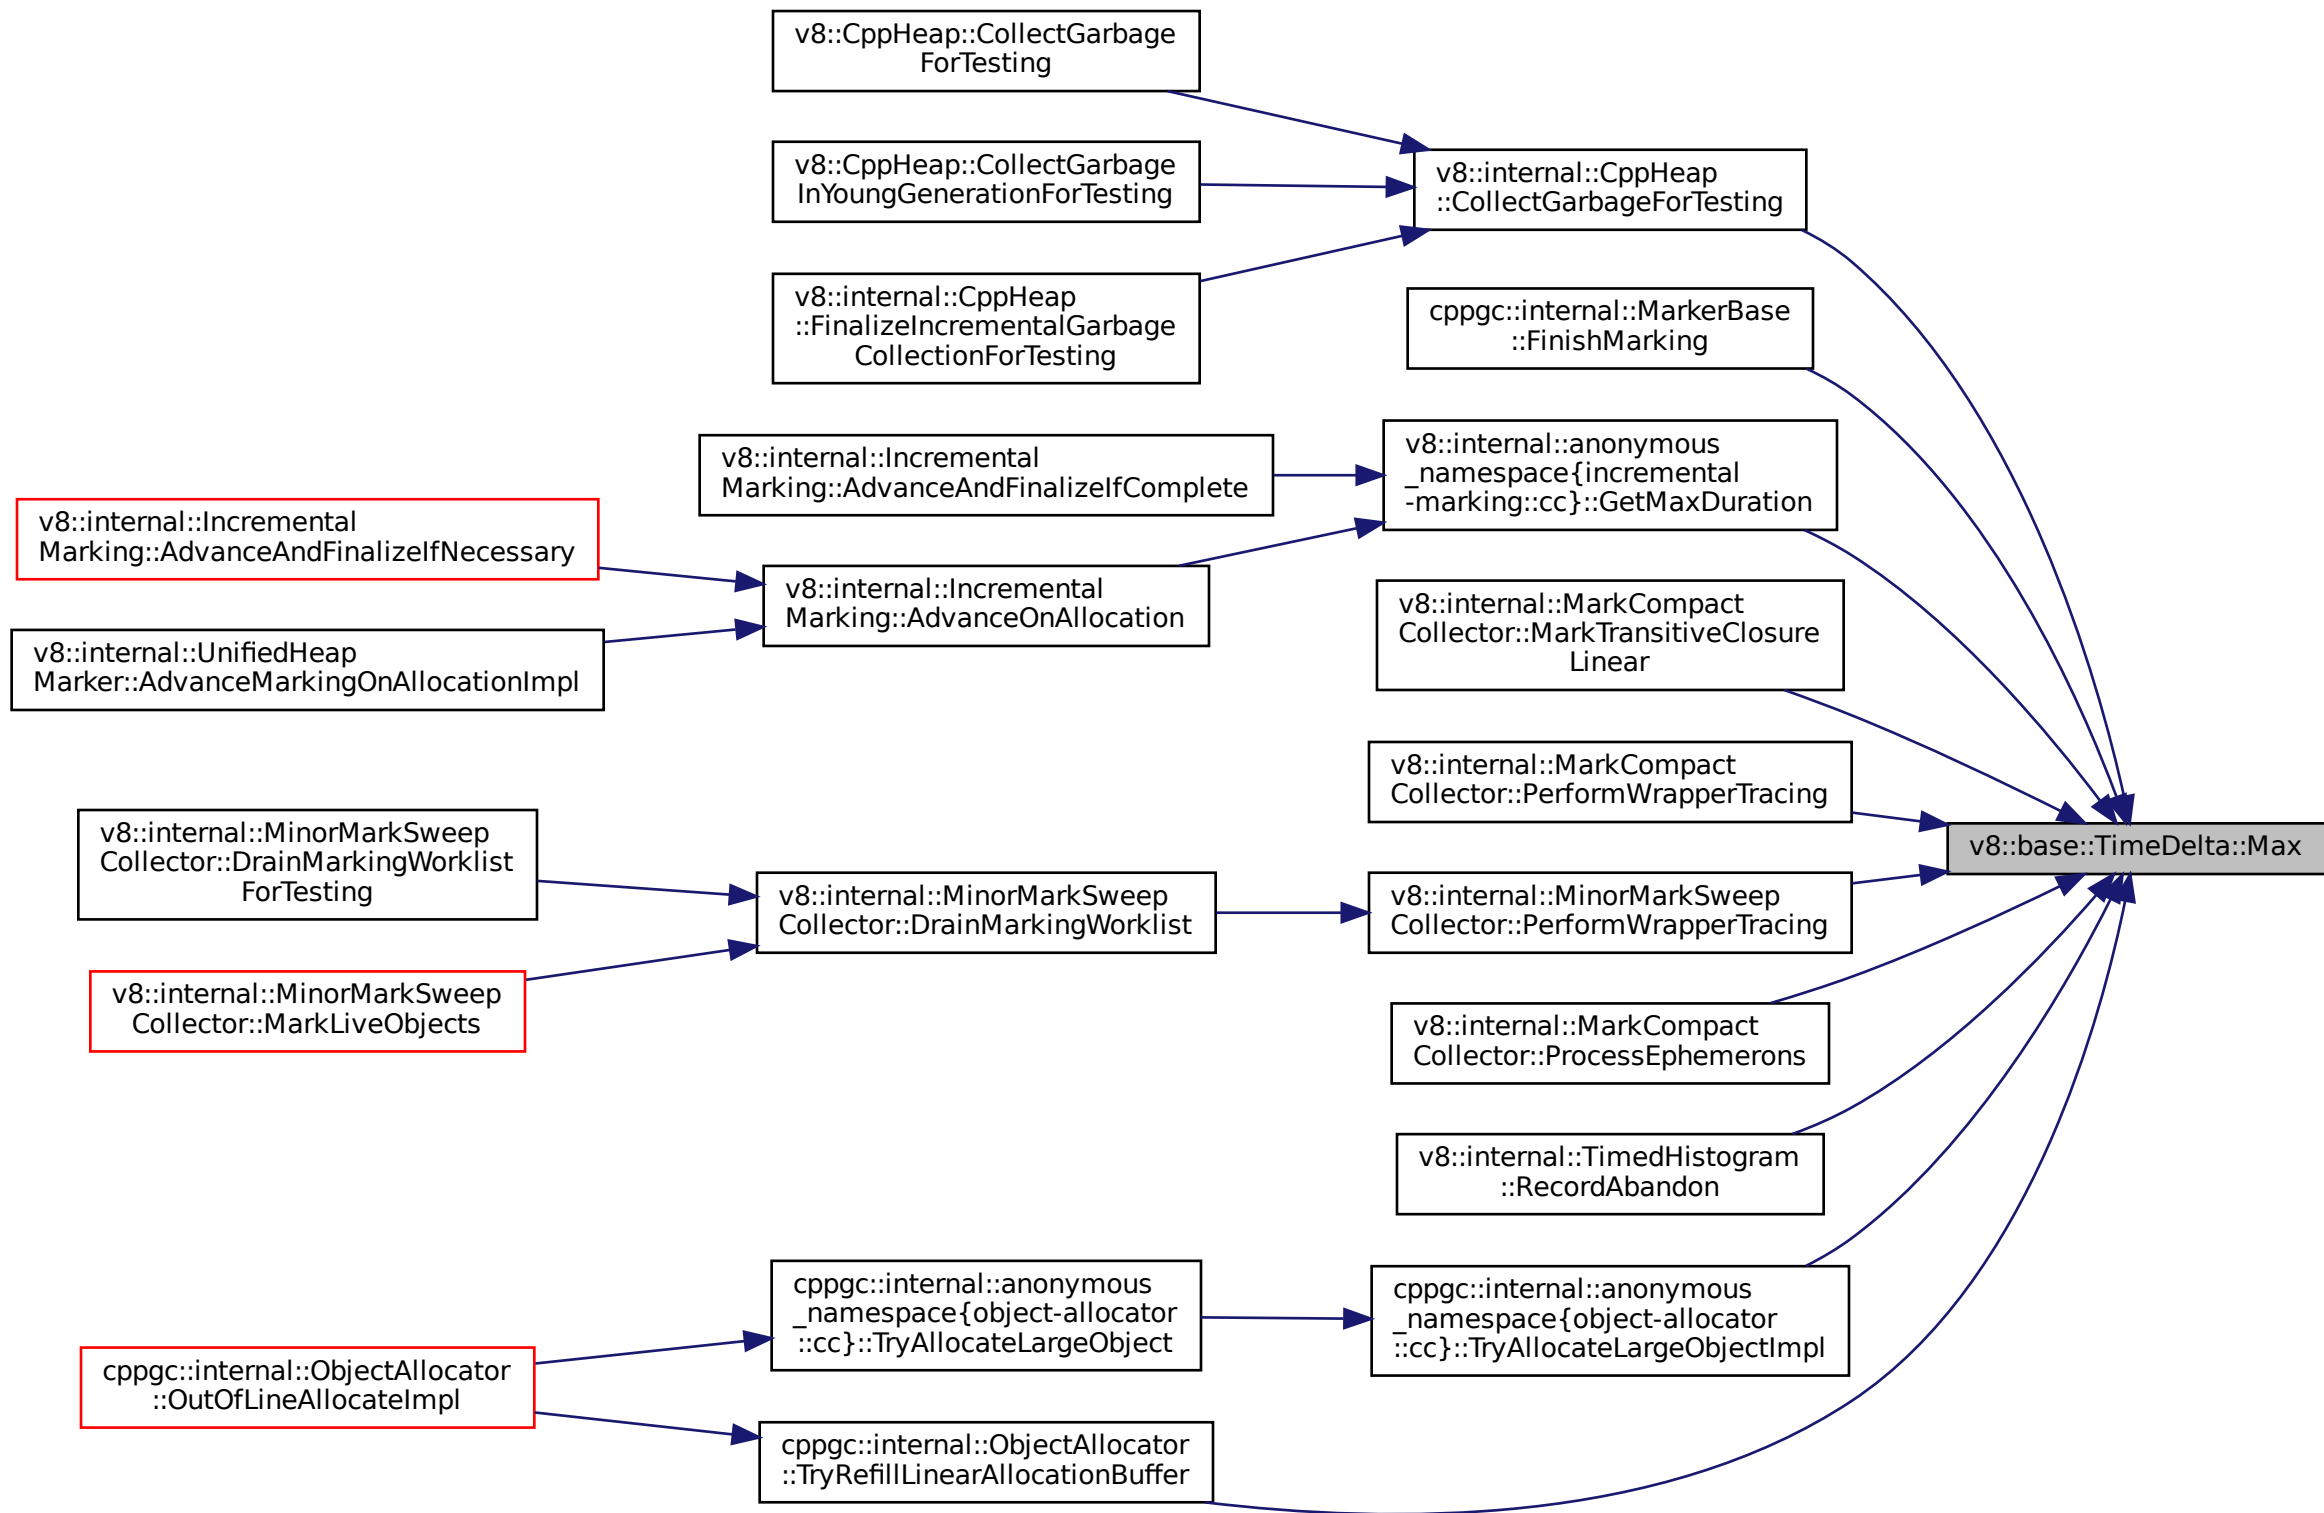 v8::CppHeap::CollectGarbage
ForTesting
v8::CppHeap::CollectGarbage
InYoungGenerationForTesting
v8::internal::CppHeap
::CollectGarbageForTesting
v8::internal::CppHeap
::FinalizeIncrementalGarbage
CollectionForTesting
cppgc::internal::MarkerBase
::FinishMarking
v8::internal::Incremental
Marking::AdvanceAndFinalizeIfComplete
v8::internal::anonymous
_namespace{incremental
-marking::cc}::GetMaxDuration
v8::internal::Incremental
Marking::AdvanceAndFinalizeIfNecessary
v8::internal::Incremental
Marking::AdvanceOnAllocation
v8::internal::UnifiedHeap
Marker::AdvanceMarkingOnAllocationImpl
v8::internal::MarkCompact
Collector::MarkTransitiveClosure
Linear
v8::internal::MarkCompact
Collector::PerformWrapperTracing
v8::base::TimeDelta::Max
v8::internal::MinorMarkSweep
Collector::DrainMarkingWorklist
ForTesting
v8::internal::MinorMarkSweep
Collector::DrainMarkingWorklist
v8::internal::MinorMarkSweep
Collector::PerformWrapperTracing
v8::internal::MinorMarkSweep
Collector::MarkLiveObjects
v8::internal::MarkCompact
Collector::ProcessEphemerons
v8::internal::TimedHistogram
::RecordAbandon
cppgc::internal::anonymous
_namespace{object-allocator
::cc}::TryAllocateLargeObject
cppgc::internal::anonymous
_namespace{object-allocator
::cc}::TryAllocateLargeObjectImpl
cppgc::internal::ObjectAllocator
::OutOfLineAllocateImpl
cppgc::internal::ObjectAllocator
::TryRefillLinearAllocationBuffer